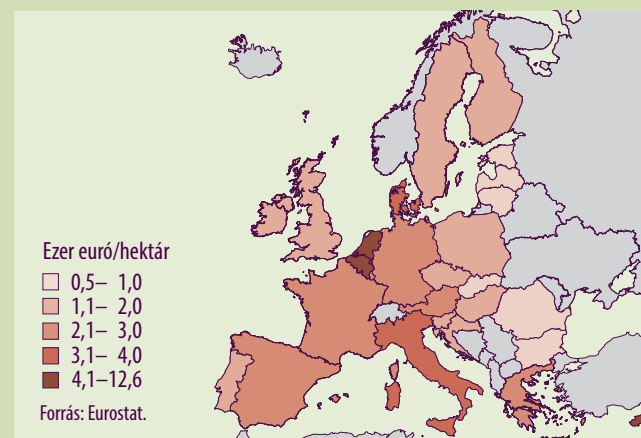 Ezer euró/hektár
0,5– 1,0
1,1– 2,0
2,1– 3,0
3,1– 4,0
4,1–12,6
Forrás: Eurostat.